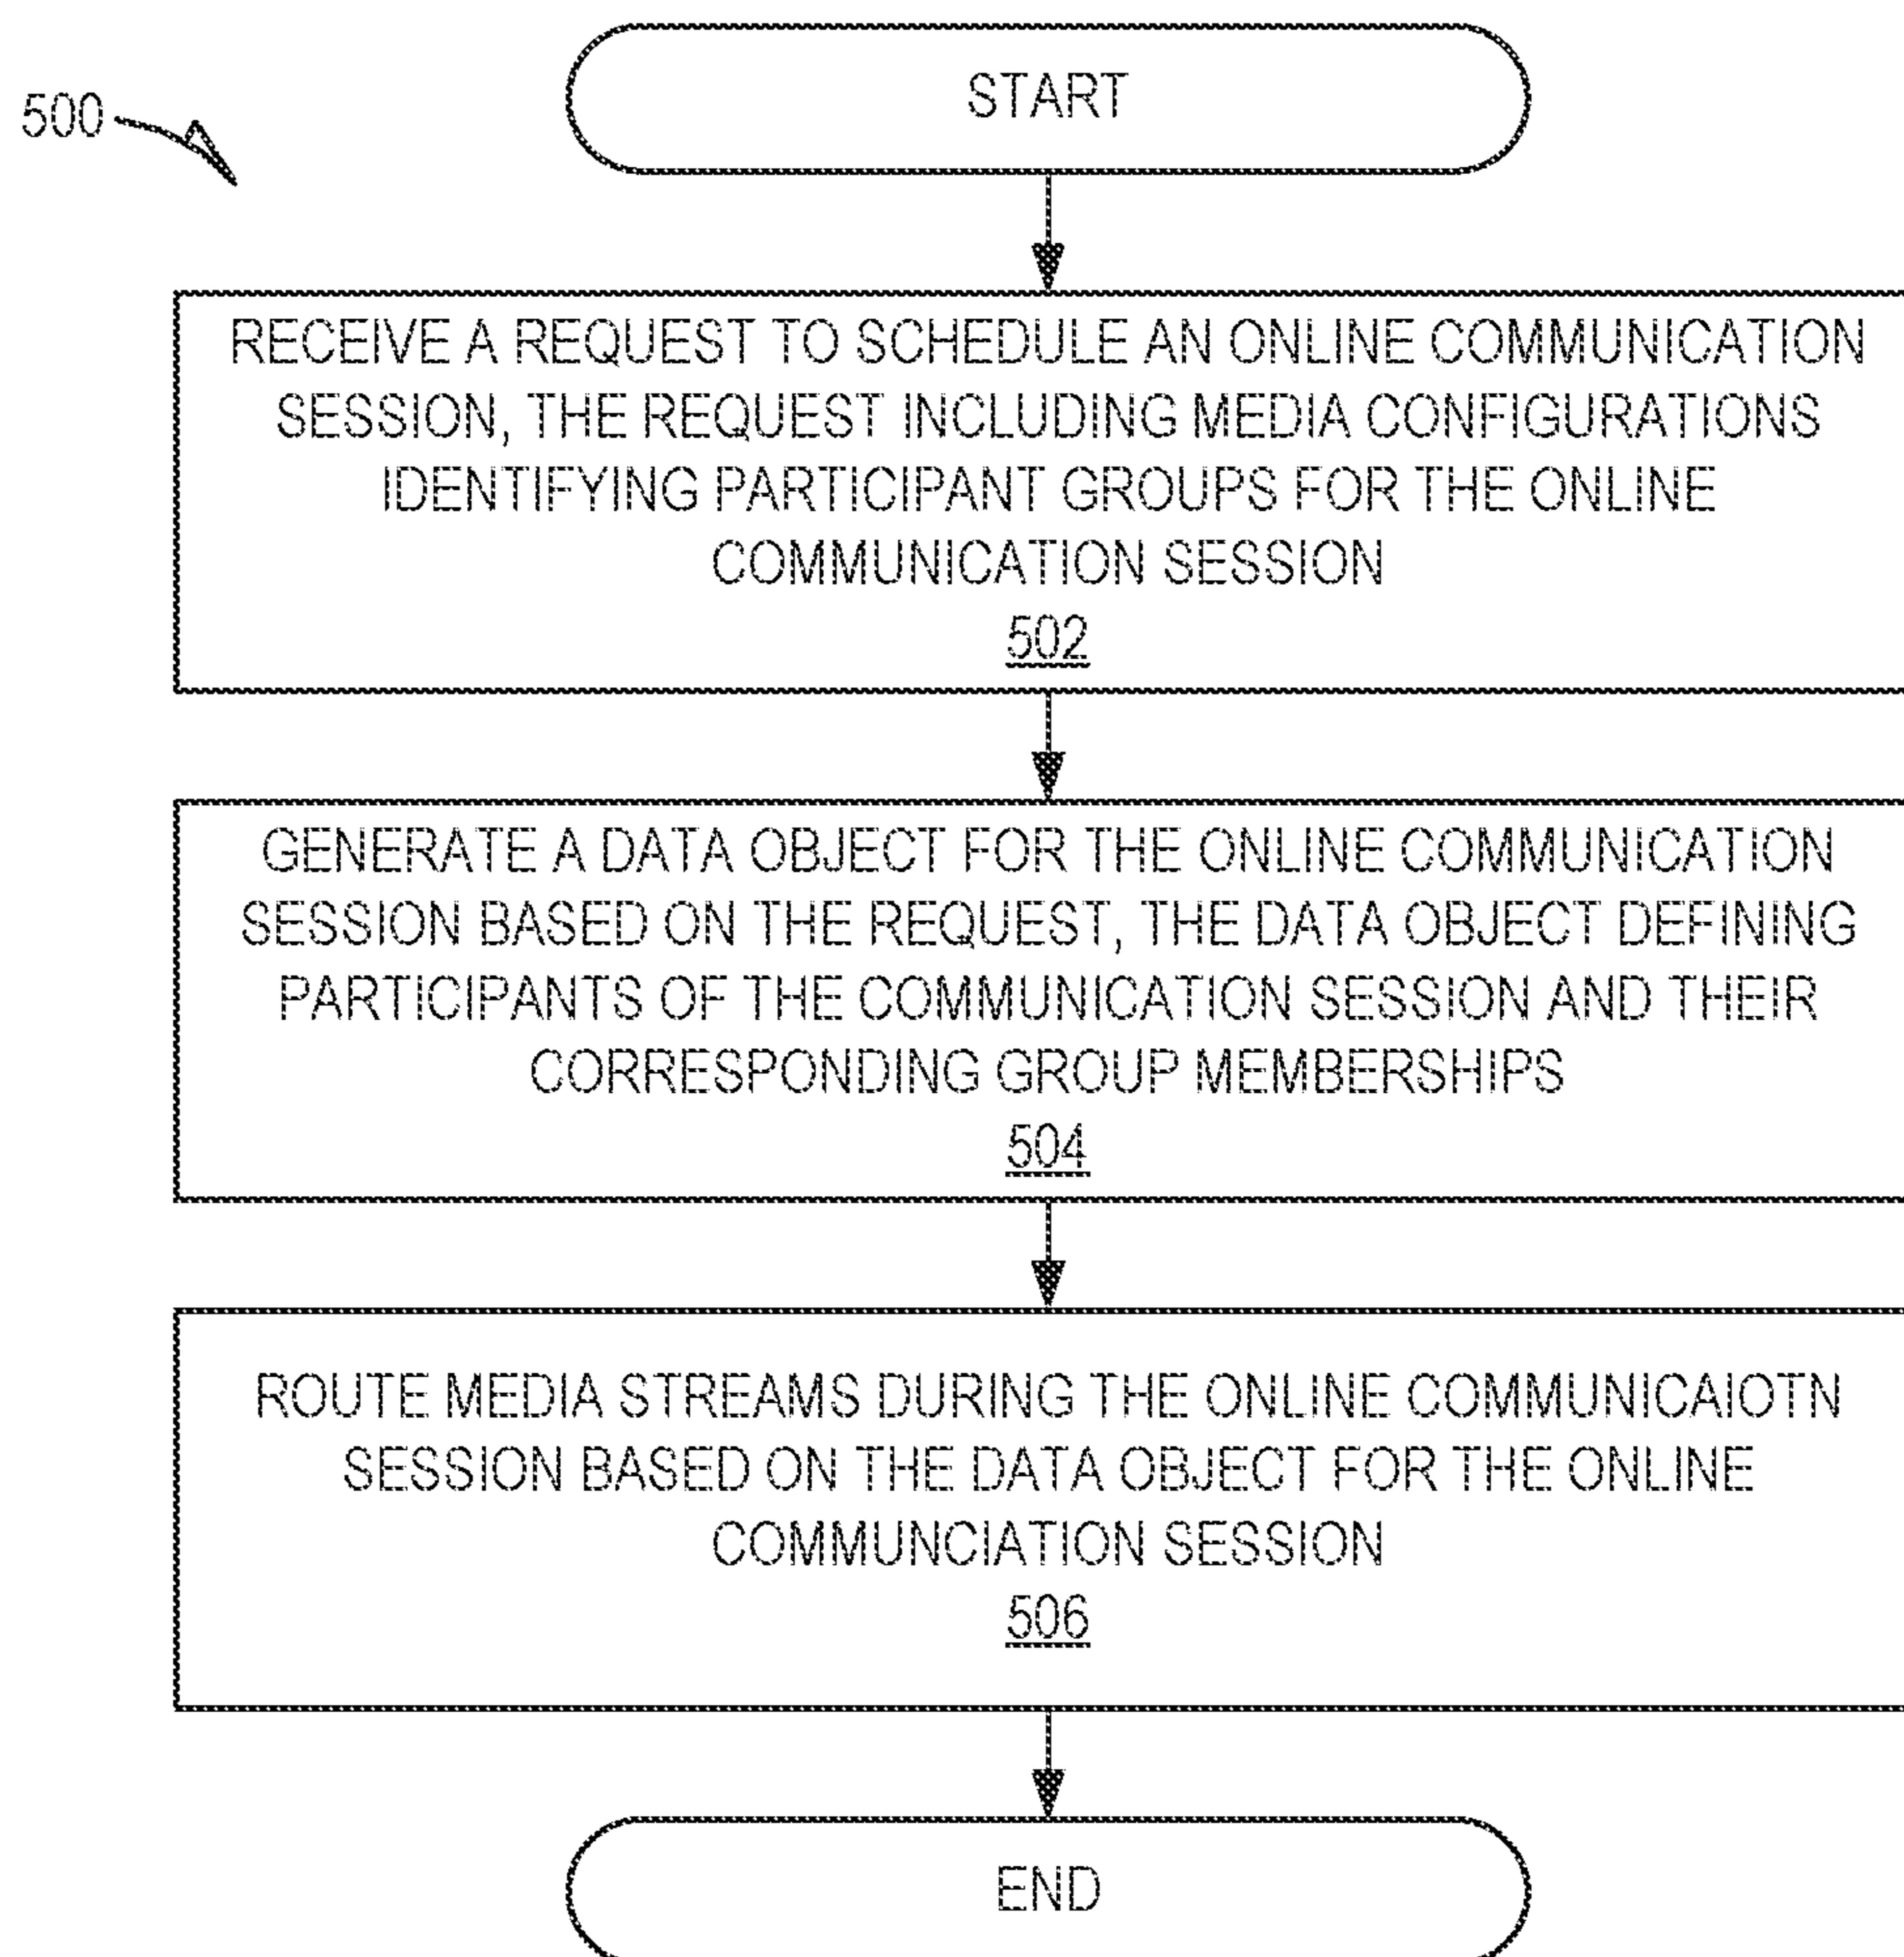 START
500
RECEIVE A REQUEST TO SCHEDULE AN ONLINE COMMUNICATION
SESSION, THE REQUEST INCLUDING MEDIA CONFIGURATIONS
IDENTIFYING PARTICIPANT GROUPS FOR THE ONLINE
COMMUNICATION SESSION
502
GENERATE A DATA OBJECT FOR THE ONLINE COMMUNICATION
SESSION BASED ON THE REQUEST, THE DATA OBJECT DEFINING
PARTICIPANTS OF THE COMMUNICATION SESSION AND THEIR
CORRESPONDING GROUP MEMBERSHIPS
504
ROUTE MEDIA STREAMS DURING THE ONLINE COMMUNICAIOTN
SESSION BASED ON THE DATA OBJECT FOR THE ONLINE
COMMUNCIATION SESSION
506
END